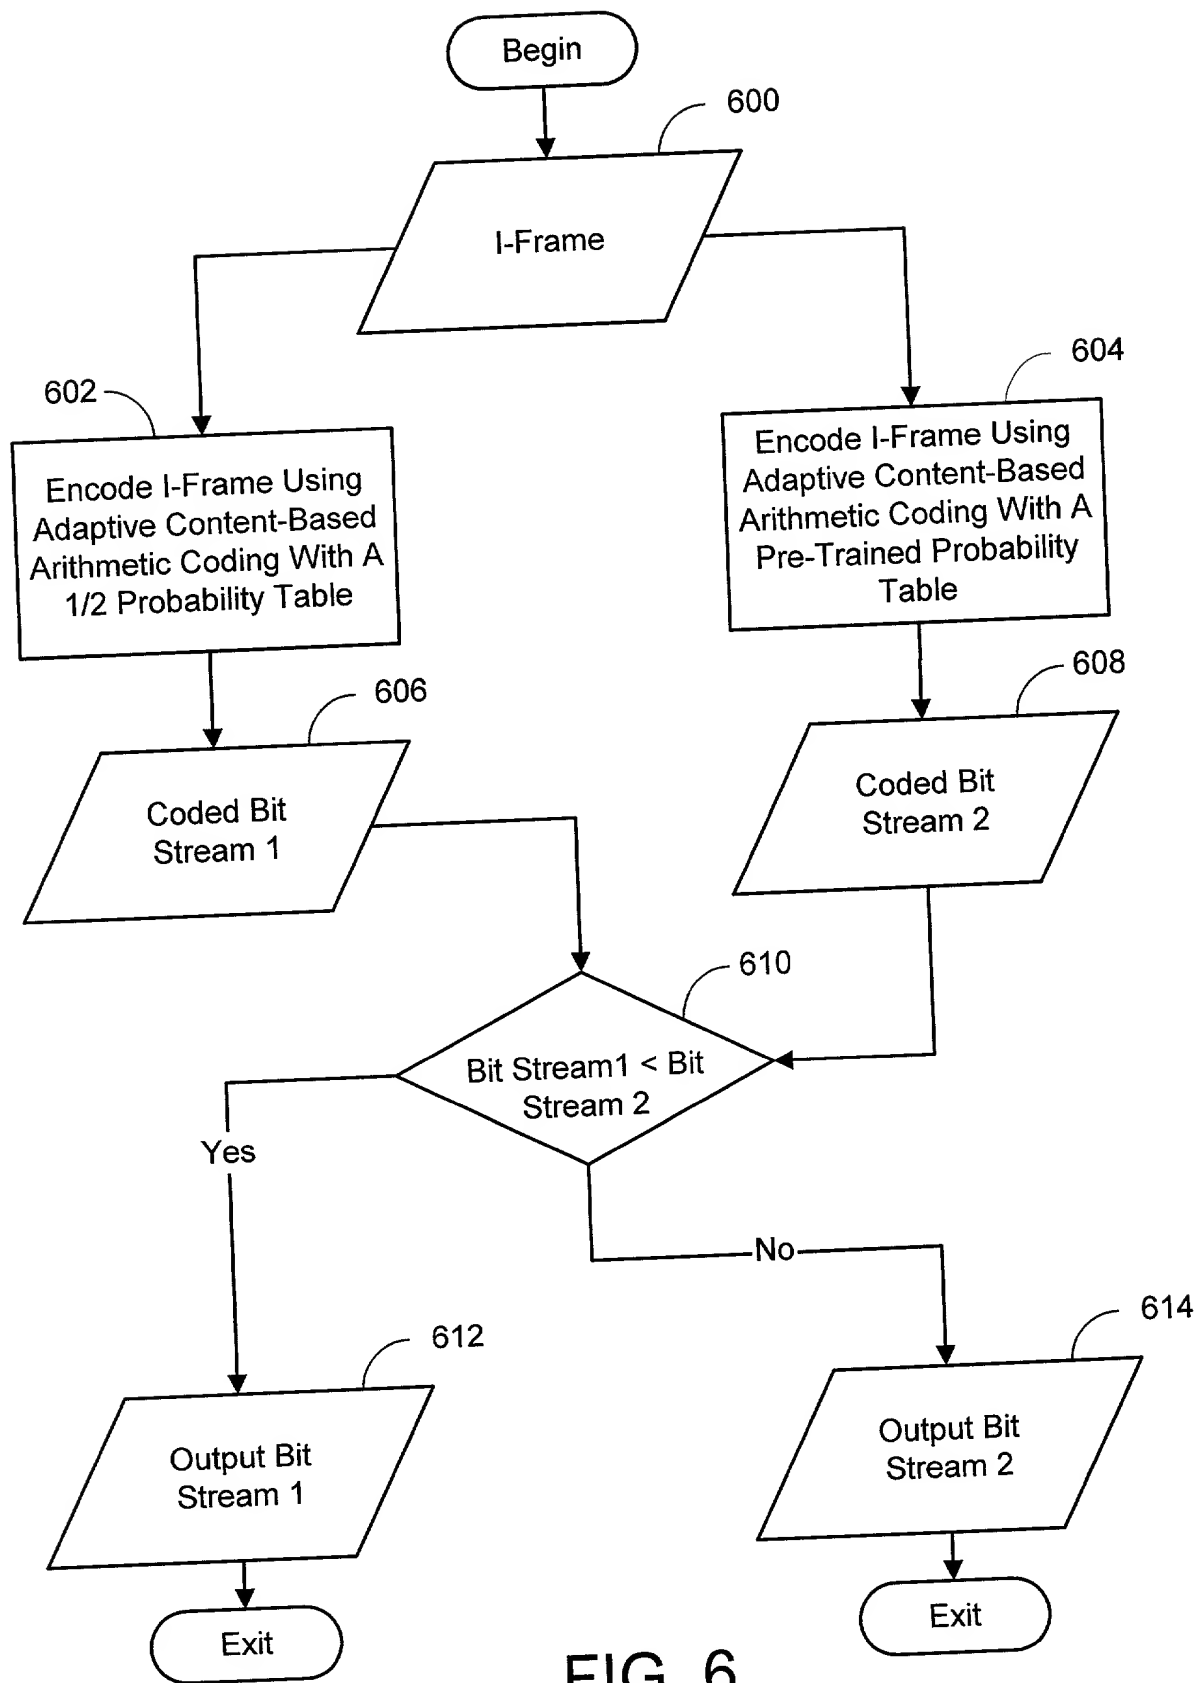 Begin
600
I-Frame
602
604
Encode I-Frame Using
Adaptive Content-Based
Arithmetic Coding With A
1/2 Probability Table
Encode I-Frame Using
Adaptive Content-Based
Arithmetic Coding With A
Pre-Trained Probability
Table
606
608
Coded Bit
Stream 1
Coded Bit
Stream 2
610
Bit Stream1 < Bit
Stream 2
Yes
No
612
614
Output Bit
Stream 1
Output Bit
Stream 2
Exit
Exit
FIG. 6